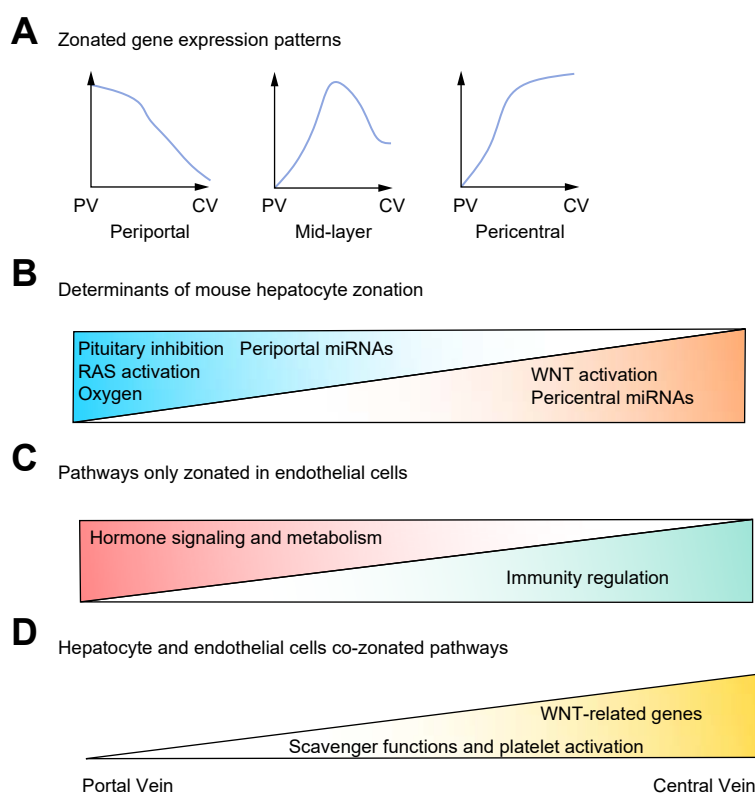 A
Zonated gene expression patterns
PV CV PV CV PV CV
Periportal Mid-layer Pericentral
B
Determinants of mouse hepatocyte zonation
Pituitary inhibition Periportal miRNAs
RAS activation
Oxygen
WNT activation
Pericentral miRNAs
C
Pathways only zonated in endothelial cells
Hormone signaling and metabolism
Immunity regulation
D
Hepatocyte and endothelial cells co-zonated pathways
WNT-related genes
Scavenger functions and platelet activation
Portal Vein Central Vein